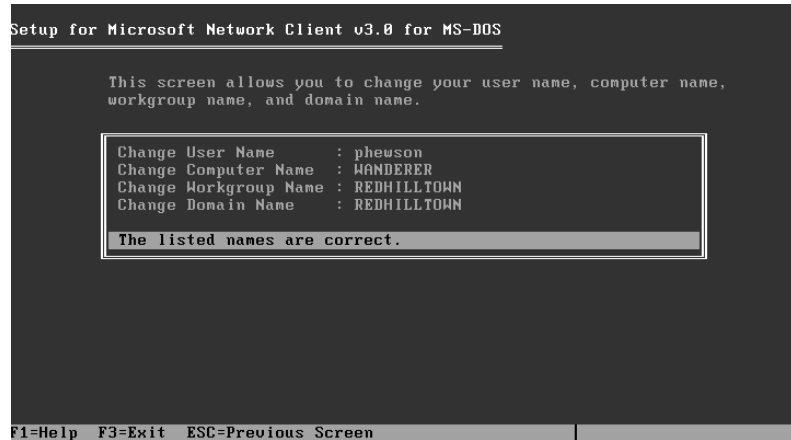 Setup for Microsoft Network Client v3.0 for MS-DOS
This screen allows you to change your user name, computer name,
workgroup name, and domain name.
Change User Name : phewson
Change Computer Name : WANDERER
Change Workgroup Name : REDHILLTOWN
Change Domain Name : REDHILLTOWN
The listed names are correct.
F1=Help F3=Exit ESC=Previous Screen